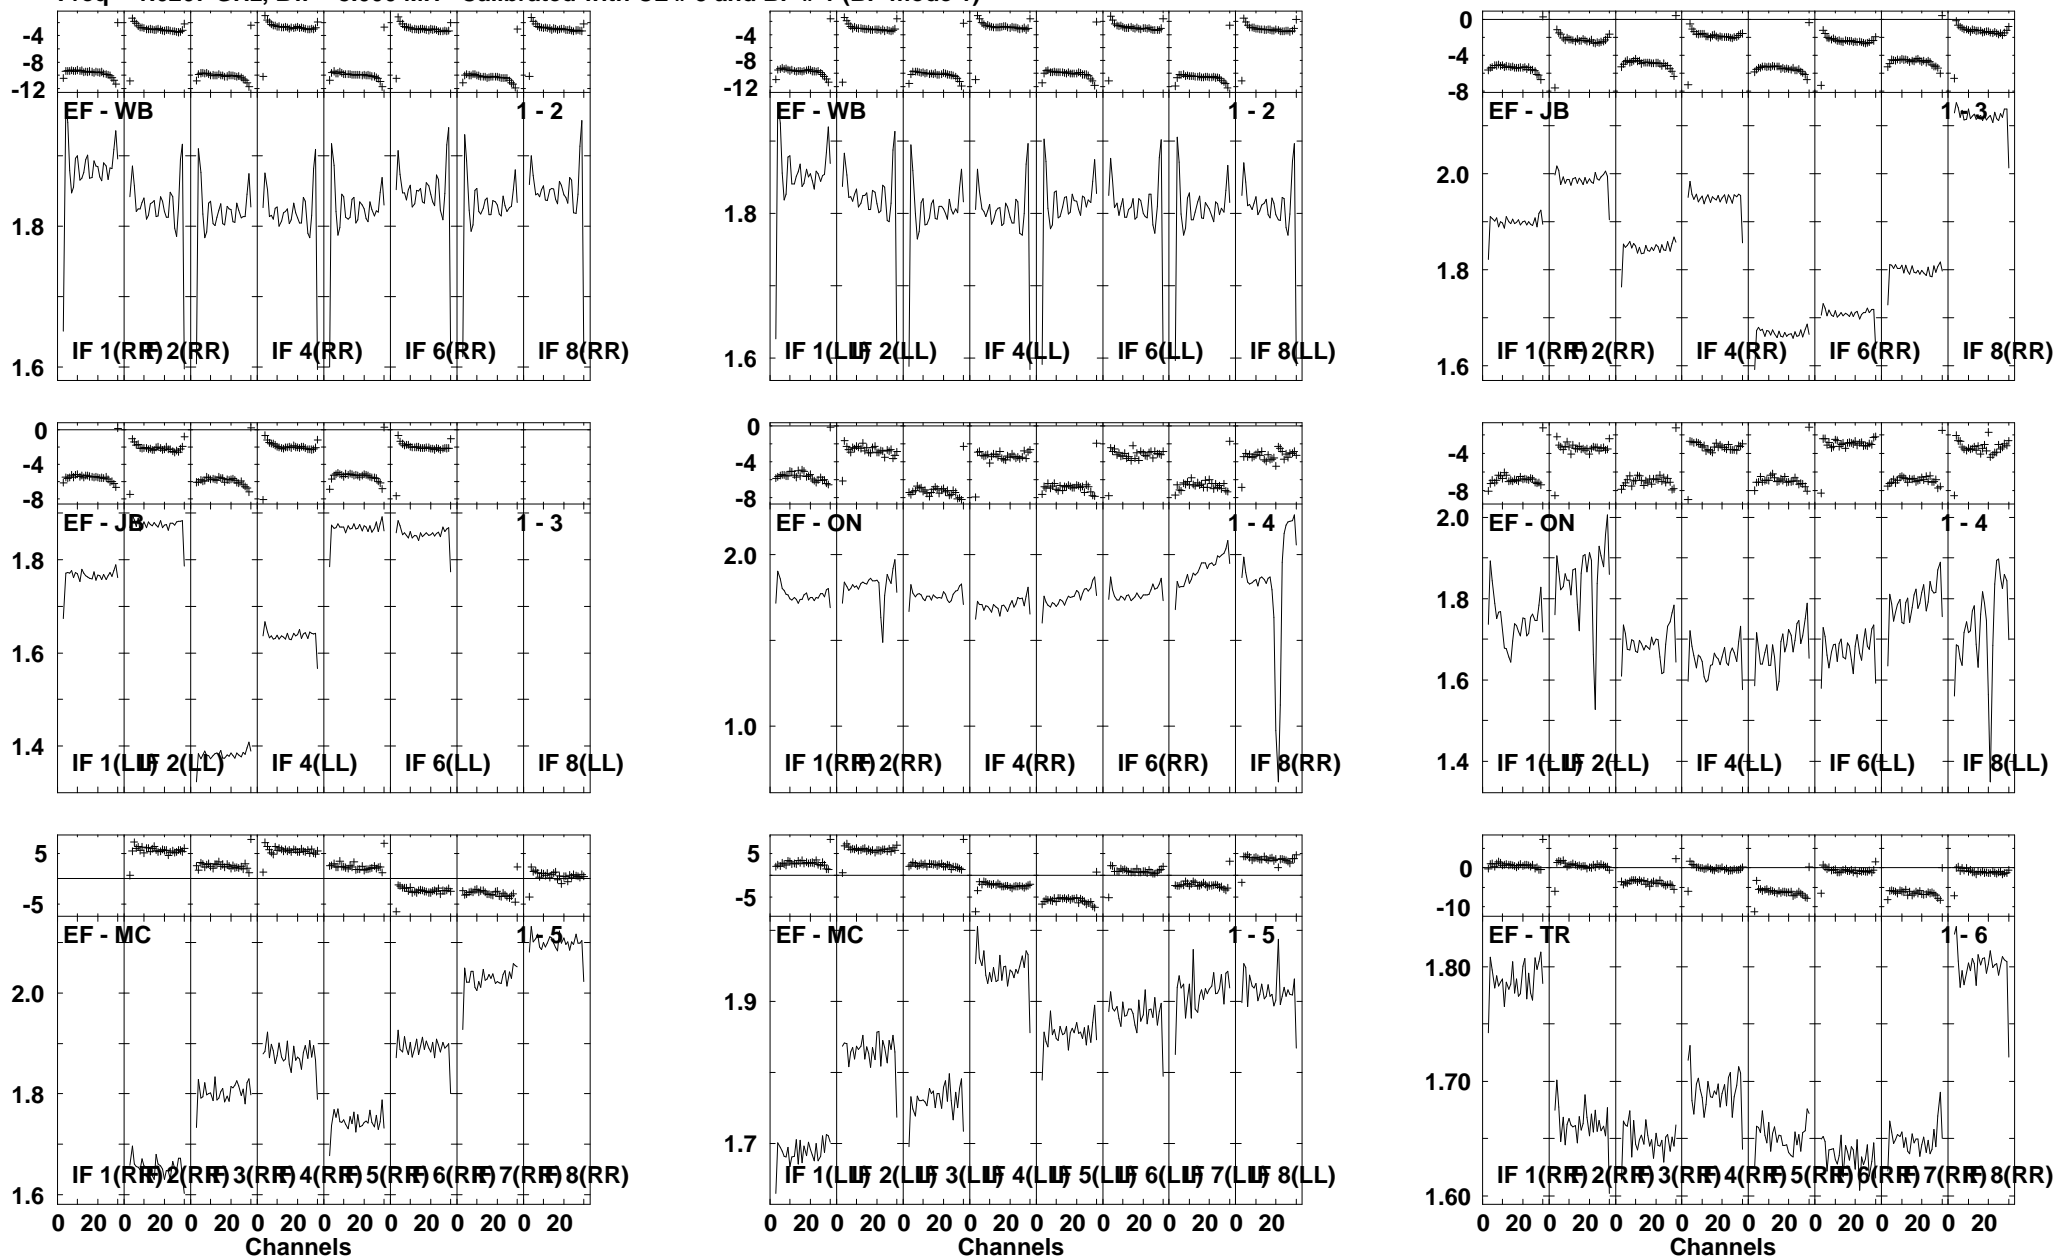 -4
-8
-12
EF - WB
1 - 2
1.8
1.6
IF 1(RR)
IF 2(RR)
IF 4(RR)
IF 6(RR)
IF 8(RR)
-4
-8
-12
EF - WB
1 - 2
1.8
1.6
IF 1(LL)
IF 2(LL)
IF 4(LL)
IF 6(LL)
IF 8(LL)
0
-4
-8
EF - JB
1 - 3
2.0
1.8
1.6
IF 1(RR)
IF 2(RR)
IF 4(RR)
IF 6(RR)
IF 8(RR)
0
-4
-8
EF - JB
1 - 3
1.8
1.6
1.4
IF 1(LL)
IF 2(LL)
IF 4(LL)
IF 6(LL)
IF 8(LL)
0
-4
-8
EF - ON
1 - 4
2.0
1.0
IF 1(RR)
IF 2(RR)
IF 4(RR)
IF 6(RR)
IF 8(RR)
-4
-8
EF - ON
1 - 4
2.0
1.8
1.6
1.4
IF 1(LL)
IF 2(LL)
IF 4(LL)
IF 6(LL)
IF 8(LL)
5
-5
EF - MC
1 - 5
2.0
1.8
1.6
IF 1(RR)
IF 2(RR)
IF 3(RR)
IF 4(RR)
IF 5(RR)
IF 6(RR)
IF 7(RR)
IF 8(RR)
0 20 0 20 0 20 0 20 0 20 0 20 0 20 0 20
Channels
5
-5
EF - MC
1 - 5
1.9
1.7
IF 1(LL)
IF 2(LL)
IF 3(LL)
IF 4(LL)
IF 5(LL)
IF 6(LL)
IF 7(LL)
IF 8(LL)
0 20 0 20 0 20 0 20 0 20 0 20 0 20 0 20
Channels
0
-10
EF - TR
1 - 6
1.80
1.70
1.60
IF 1(RR)
IF 2(RR)
IF 3(RR)
IF 4(RR)
IF 5(RR)
IF 6(RR)
IF 7(RR)
IF 8(RR)
0 20 0 20 0 20 0 20 0 20 0 20 0 20 0 20
Channels